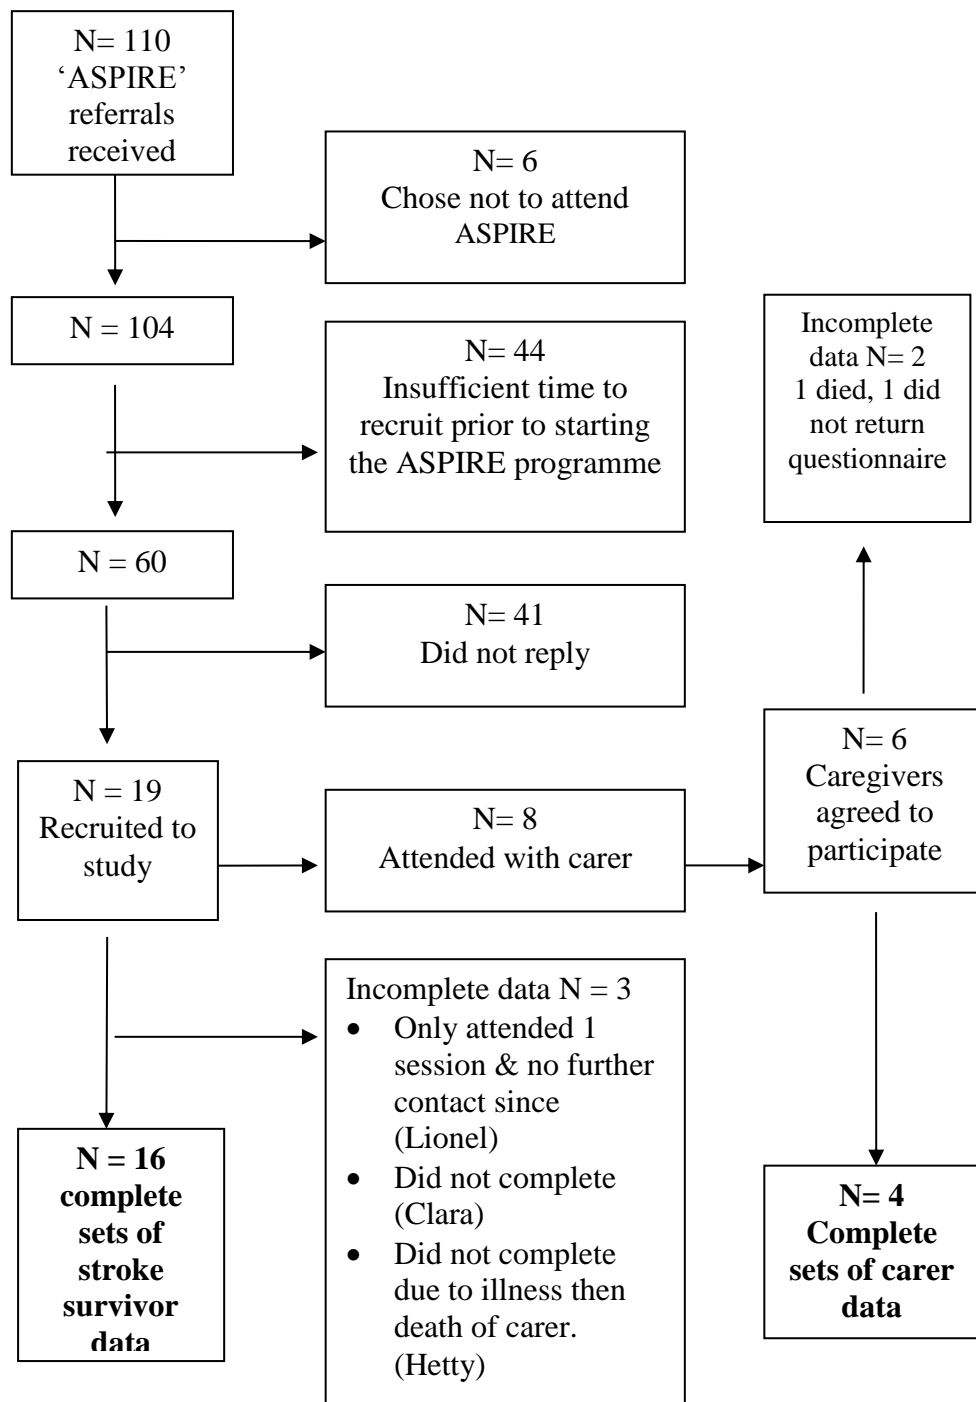 N= 110
‘ASPIRE’
referrals
received
N= 6
Chose not to attend
ASPIRE
N = 104
N= 44
Insufficient time to
recruit prior to starting
the ASPIRE programme
Incomplete
data N= 2
1 died, 1 did
not return
questionnaire
N = 60
N= 41
Did not reply
N = 19
Recruited to
study
N= 8
Attended with carer
N= 6
Caregivers
agreed to
participate
Incomplete data N = 3
• Only attended 1
session & no further
contact since
(Lionel)
• Did not complete
(Clara)
• Did not complete
due to illness then
death of carer.
(Hetty)
N = 16
complete
sets of
stroke
survivor
data
N= 4
Complete
sets of carer
data